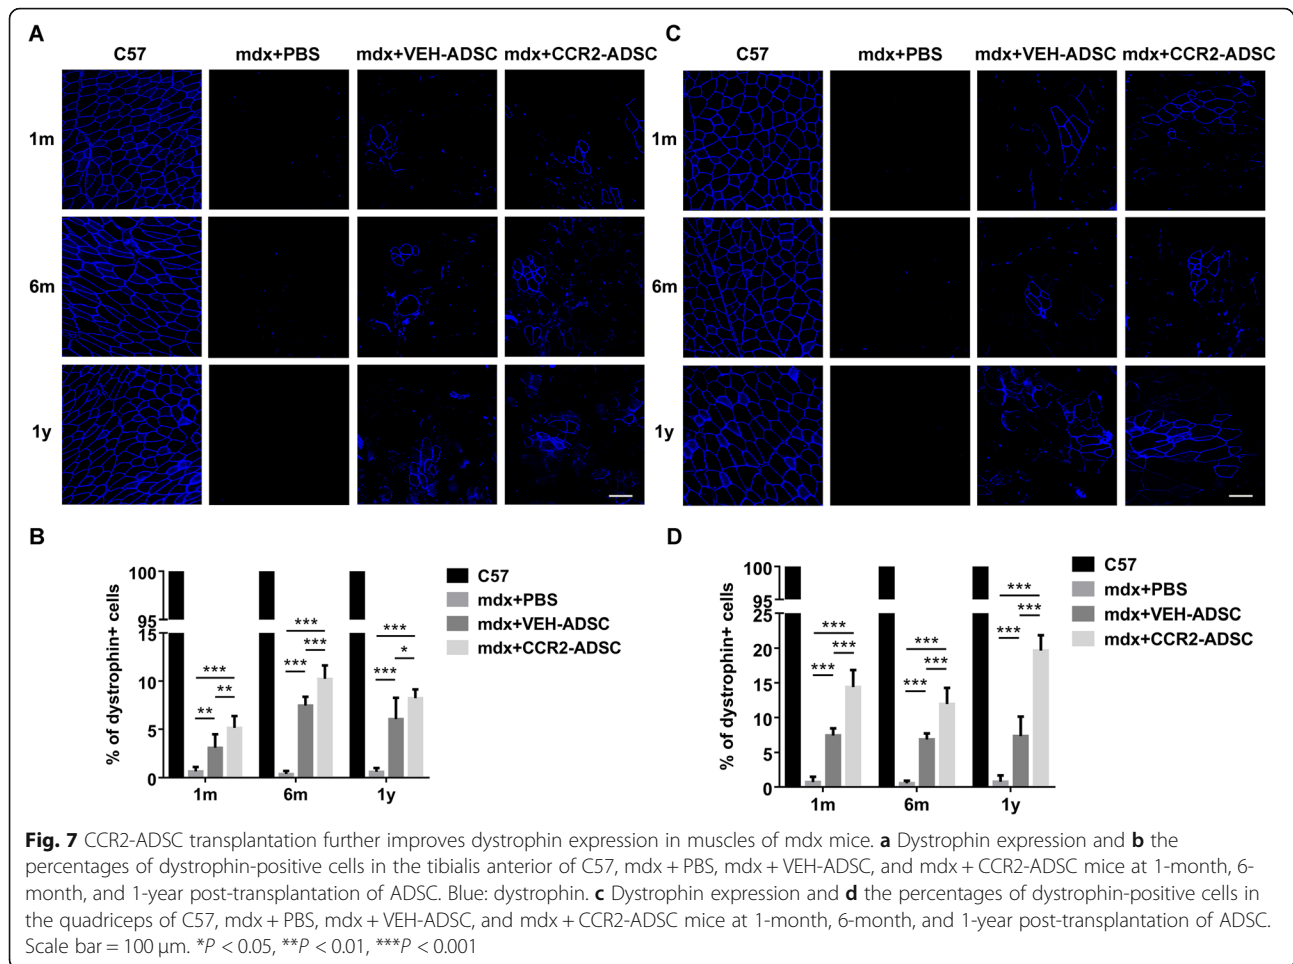 A
C
C57 mdx+PBS mdx+VEH-ADSC mdx+CCR2-ADSC
C57 mdx+PBS mdx+VEH-ADSC mdx+CCR2-ADSC
1m
6m
1y
1m
6m
1y
B
% of dystrophin+ cells
100
95
15
10
5
0
*** ** **
*** *** ***
*** *** *
1m 6m 1y
C57
mdx+PBS
mdx+VEH-ADSC
mdx+CCR2-ADSC
D
% of dystrophin+ cells
100
95
25
20
15
10
5
0
*** *** ***
*** *** ***
*** *** ***
1m 6m 1y
C57
mdx+PBS
mdx+VEH-ADSC
mdx+CCR2-ADSC
Fig. 7 CCR2-ADSC transplantation further improves dystrophin expression in muscles of mdx mice. a Dystrophin expression and b the
percentages of dystrophin-positive cells in the tibialis anterior of C57, mdx + PBS, mdx + VEH-ADSC, and mdx + CCR2-ADSC mice at 1-month, 6-
month, and 1-year post-transplantation of ADSC. Blue: dystrophin. c Dystrophin expression and d the percentages of dystrophin-positive cells in
the quadriceps of C57, mdx + PBS, mdx + VEH-ADSC, and mdx + CCR2-ADSC mice at 1-month, 6-month, and 1-year post-transplantation of ADSC.
Scale bar = 100 μm. *P < 0.05, **P < 0.01, ***P < 0.001